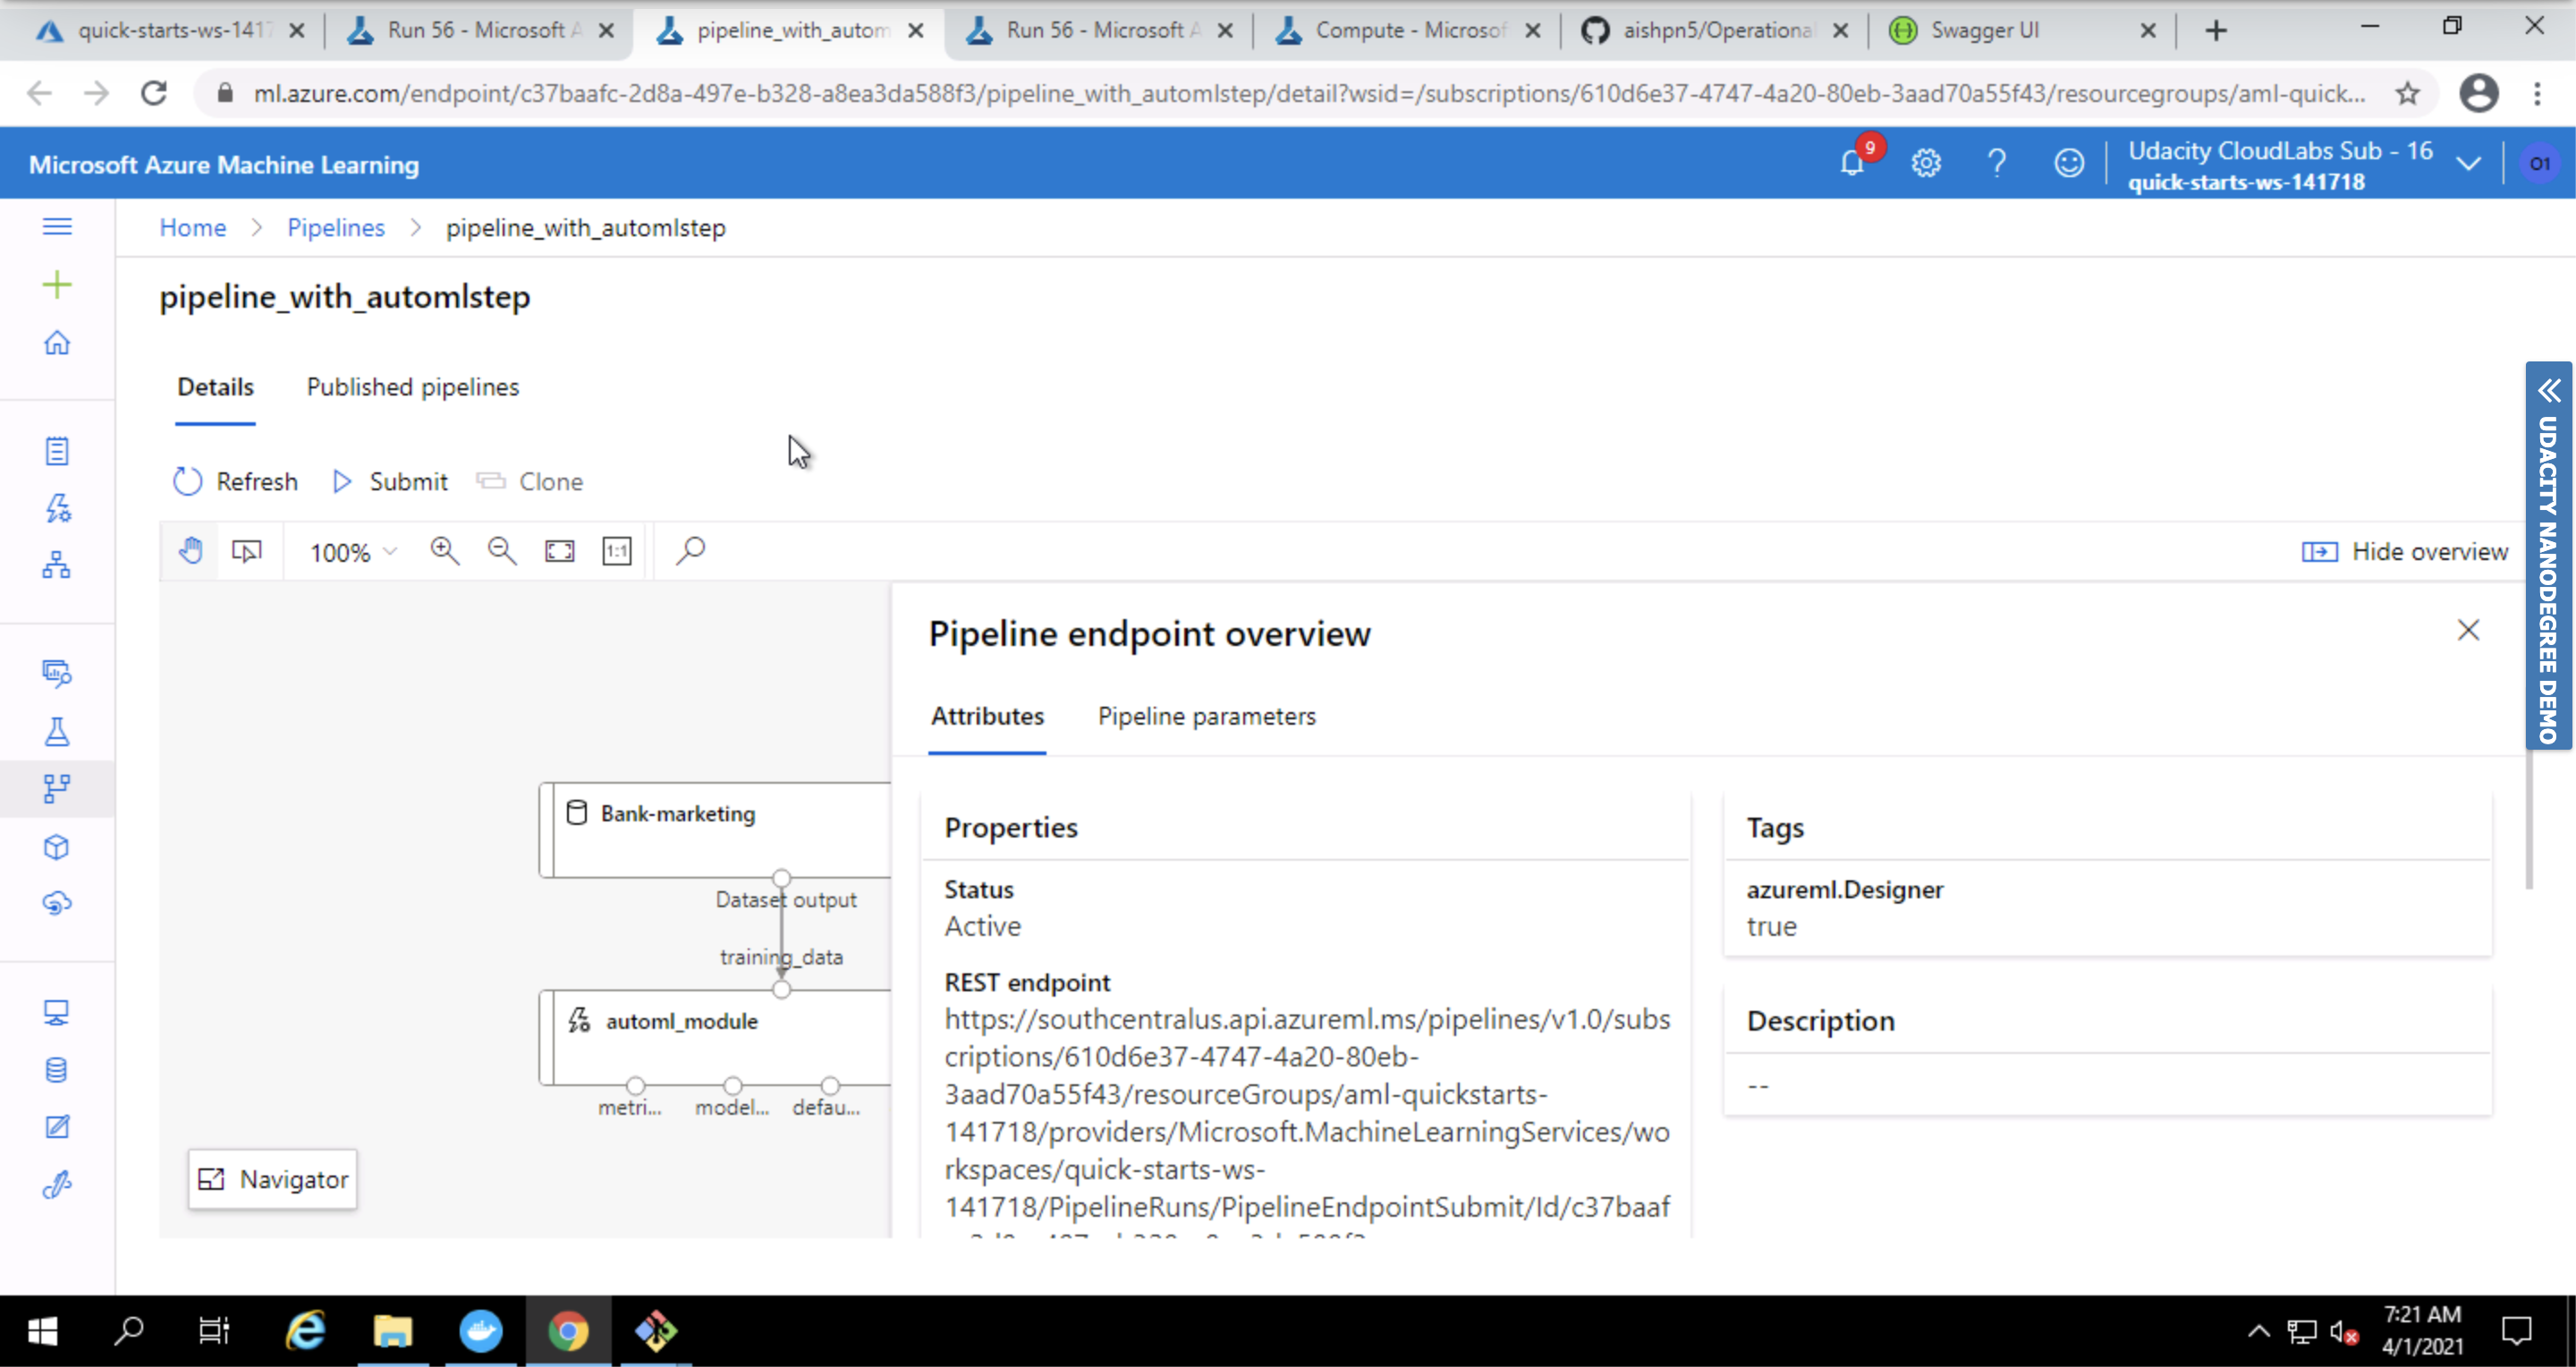 quick-starts-ws-1417
Run 56 - Microsoft A
pipeline_with_autom
Run 56 - Microsoft A
Compute - Microsof
aishpn5/Operationa
Swagger UI
ml.azure.com/endpoint/c37baafc-2d8a-497e-b328-a8ea3da588f3/pipeline_with_automlstep/detail?wsid=/subscriptions/610d6e37-4747-4a20-80eb-3aad70a55f43/resourcegroups/aml-quick...
Microsoft Azure Machine Learning
9
Udacity CloudLabs Sub - 16
quick-starts-ws-141718
O1
Home > Pipelines > pipeline_with_automlstep
pipeline_with_automlstep
Details
Published pipelines
Refresh
Submit
Clone
100%
1:1
Hide overview
UDACITY NANODEGREE DEMO
Bank-marketing
Dataset output
training_data
automl_module
metri...
model...
defau...
Navigator
Pipeline endpoint overview
Attributes
Pipeline parameters
Properties
Status
Active
REST endpoint
https://southcentralus.api.azureml.ms/pipelines/v1.0/subs
criptions/610d6e37-4747-4a20-80eb-
3aad70a55f43/resourceGroups/aml-quickstarts-
141718/providers/Microsoft.MachineLearningServices/wo
rkspaces/quick-starts-ws-
141718/PipelineRuns/PipelineEndpointSubmit/Id/c37baaf
Tags
azureml.Designer
true
Description
--
7:21 AM
4/1/2021